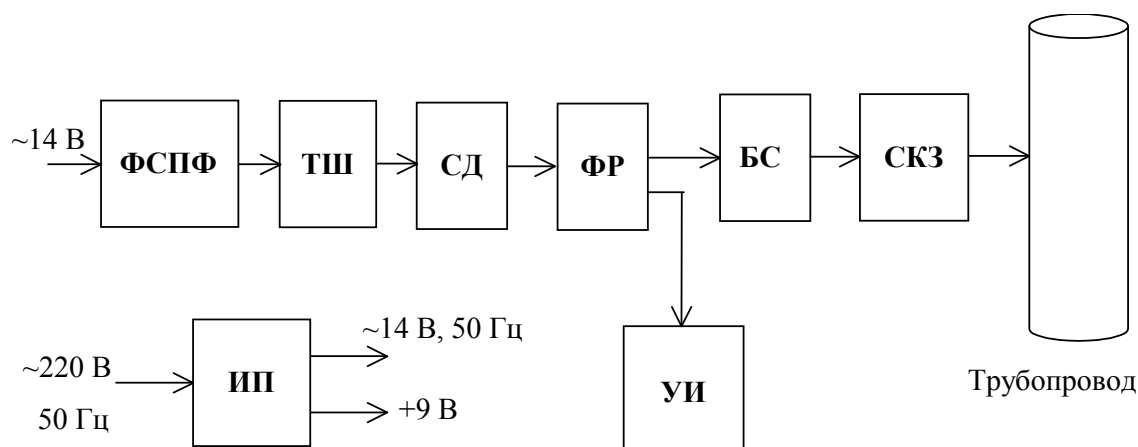 ~14 В
ФСПФ
ТШ
СД
ФР
БС
СКЗ
~14 В, 50 Гц
~220 В
50 Гц
ИП
+9 В
УИ
Трубопровод